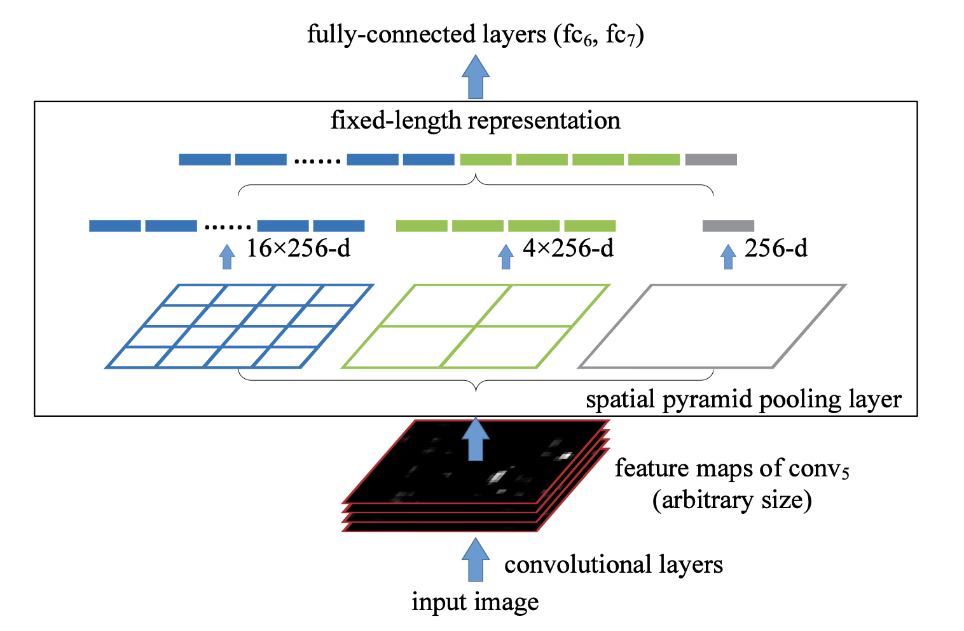 fully-connected layers (fc₆, fc₇)
fixed-length representation
......
......
16×256-d
4×256-d
256-d
spatial pyramid pooling layer
feature maps of conv₅
(arbitrary size)
convolutional layers
input image